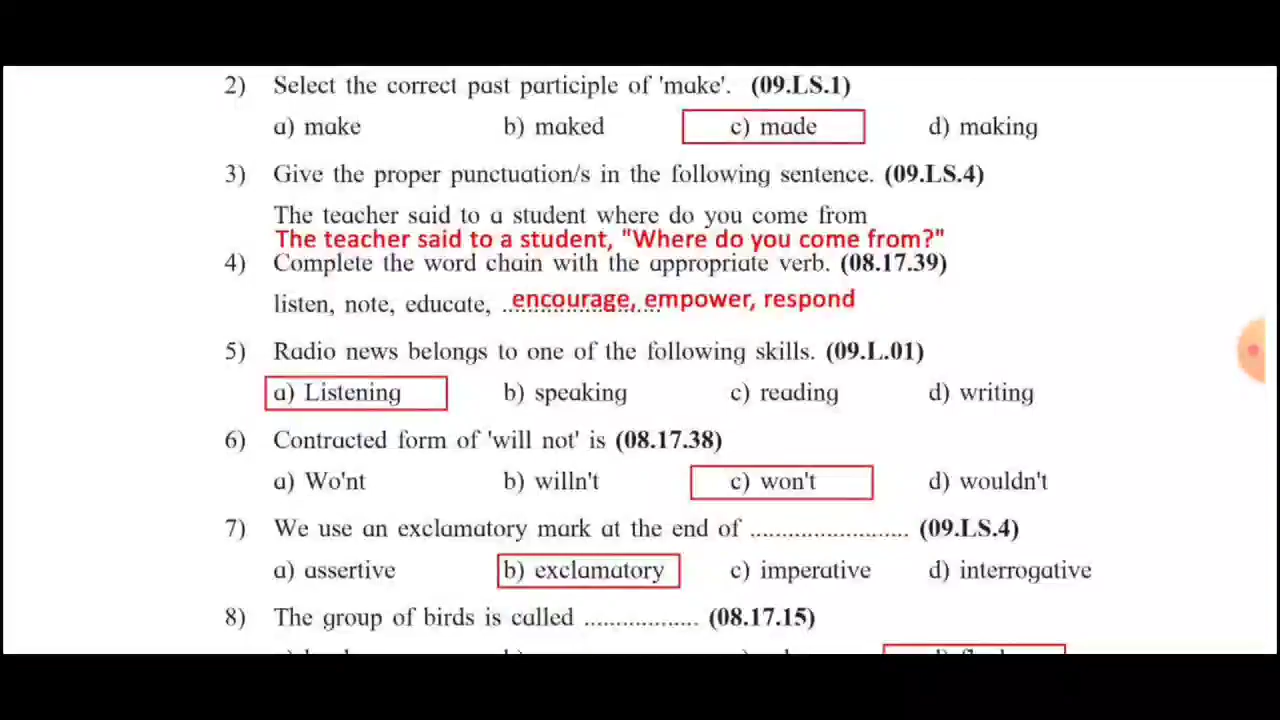 2) Select the correct past participle of 'make'. (09.LS.1)
a) make b) maked c) made d) making
3) Give the proper punctuation/s in the following sentence. (09.LS.4)
The teacher said to a student where do you come from
The teacher said to a student, "Where do you come from?"
4) Complete the word chain with the appropriate verb. (08.17.39)
listen, note, educate, ......................... encourage, empower, respond
5) Radio news belongs to one of the following skills. (09.L.01)
a) Listening b) speaking c) reading d) writing
6) Contracted form of 'will not' is (08.17.38)
a) Wo'nt b) willn't c) won't d) wouldn't
7) We use an exclamatory mark at the end of ......................... (09.LS.4)
a) assertive b) exclamatory c) imperative d) interrogative
8) The group of birds is called .................. (08.17.15)